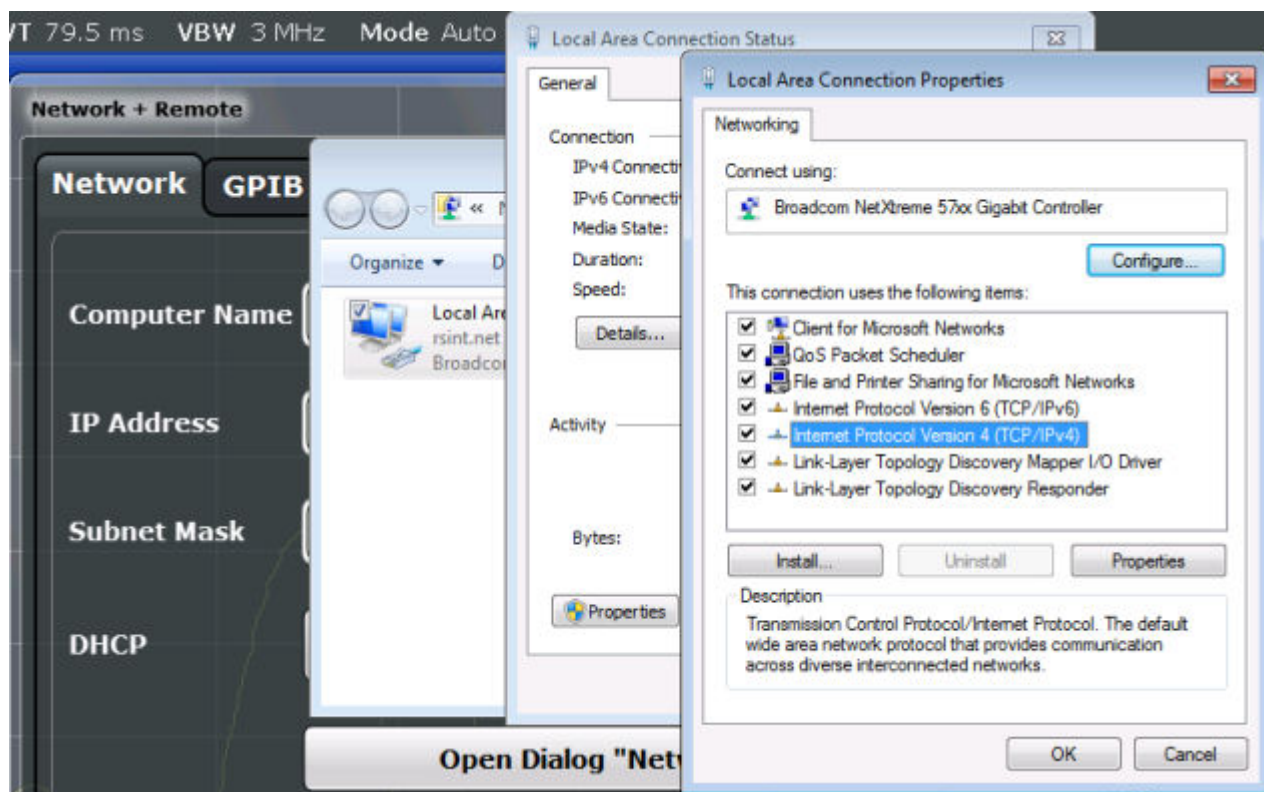 79.5 ms VBW 3 MHz Mode Auto
Network + Remote
Network GPIB
Computer Name
IP Address
Subnet Mask
DHCP
Open Dialog
«
Organize
Local
rsint.net
Local Area Connection Status
General
Connection
IPv4
IPv6
Media State:
Duration:
Speed:
Details...
Activity
Bytes:
Properties
Local Area Connection Properties
Networking
Connect using:
Broadcom NetXtreme 57xx Gigabit Controller
Configure...
This connection uses the following items:
Client for Microsoft Networks
QoS Packet Scheduler
File and Printer Sharing for Microsoft Networks
Internet Protocol Version 6 (TCP/IPv6)
Internet Protocol Version 4 (TCP/IPv4)
Link-Layer Topology Discovery Mapper I/O Driver
Link-Layer Topology Discovery Responder
Install... Uninstall Properties
Description
Transmission Control Protocol/Internet Protocol. The default
wide area network protocol that provides communication
across diverse interconnected networks.
OK Cancel